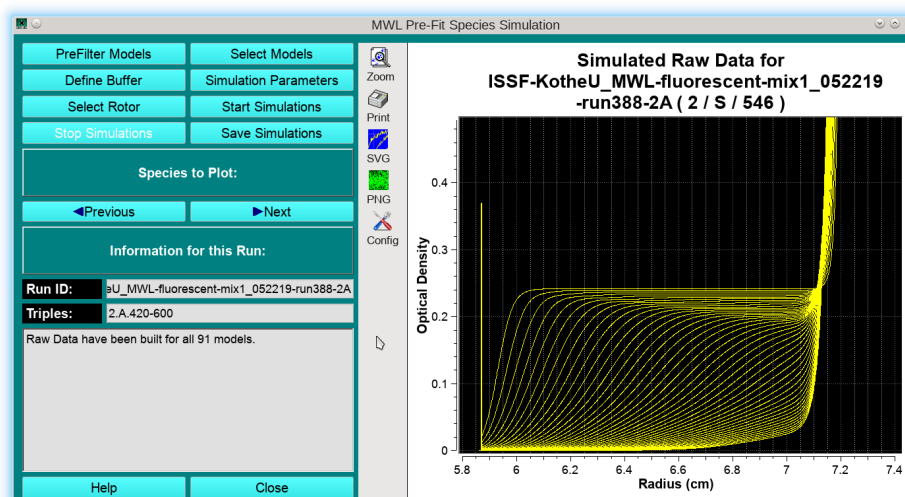 MWL Pre-Fit Species Simulation
PreFilter Models
Select Models
Define Buffer
Simulation Parameters
Select Rotor
Start Simulations
Stop Simulations
Save Simulations
Species to Plot:
Previous
Next
Information for this Run:
Run ID:
eU_MWL-fluorescent-mix1_052219-run388-2A
Triples:
2.A.420-600
Raw Data have been built for all 91 models.
Help
Close
Zoom
Print
SVG
PNG
Config
Simulated Raw Data for
ISSF-KotheU_MWL-fluorescent-mix1_052219
-run388-2A ( 2 / S / 546 )
Optical Density
0.4
0.3
0.2
0.1
0
5.8 6 6.2 6.4 6.6 6.8 7 7.2 7.4
Radius (cm)